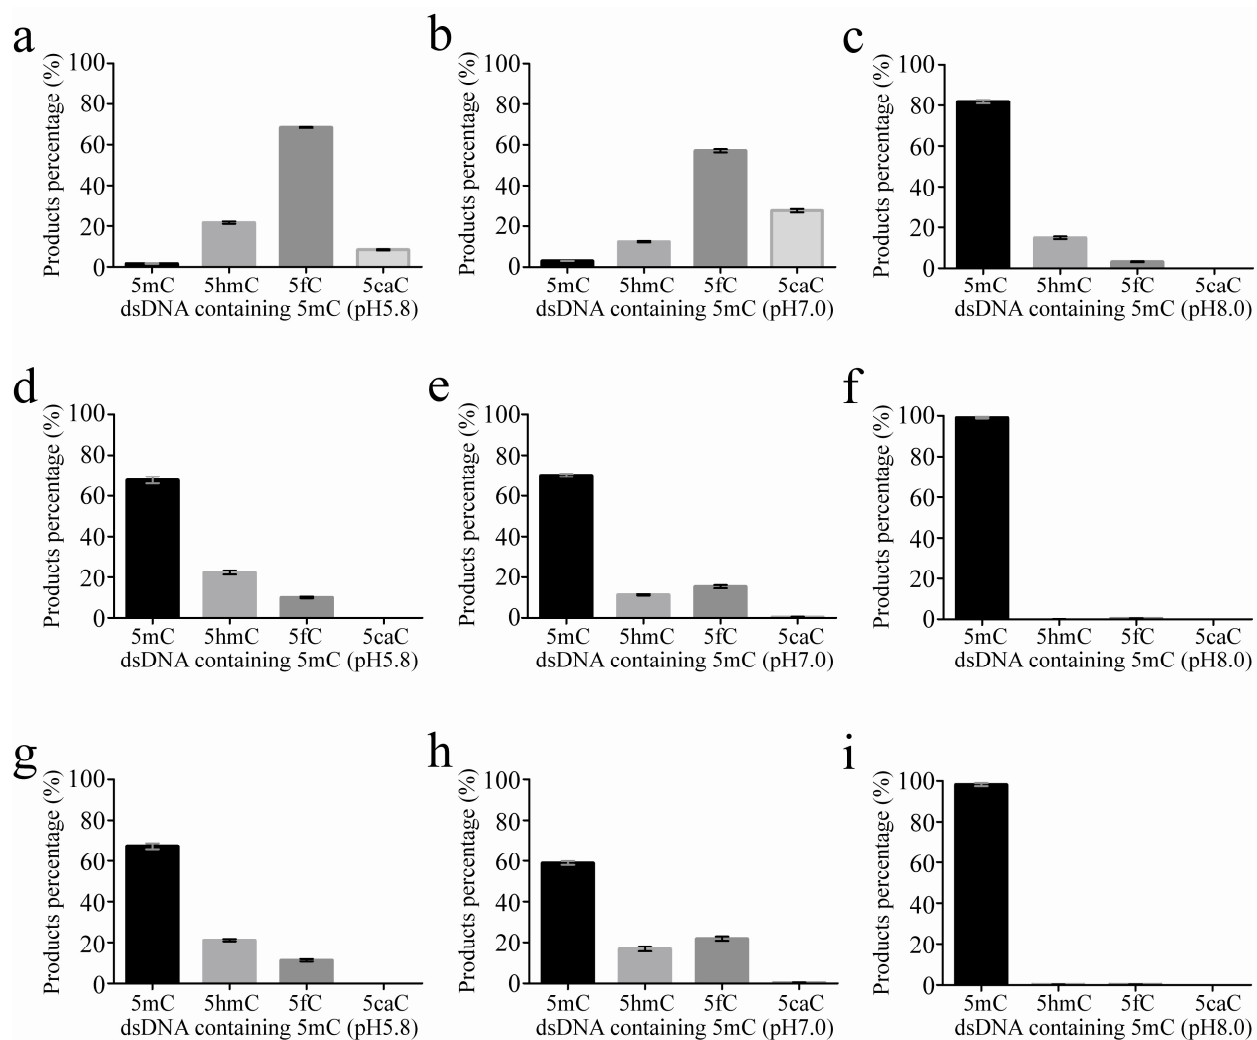 a
Products percentage (%)
100
80
60
40
20
0
5mC 5hmC 5fC 5caC
dsDNA containing 5mC (pH5.8)
b
Products percentage (%)
100
80
60
40
20
0
5mC 5hmC 5fC 5caC
dsDNA containing 5mC (pH7.0)
c
Products percentage (%)
100
80
60
40
20
0
5mC 5hmC 5fC 5caC
dsDNA containing 5mC (pH8.0)
d
Products percentage (%)
100
80
60
40
20
0
5mC 5hmC 5fC 5caC
dsDNA containing 5mC (pH5.8)
e
Products percentage (%)
100
80
60
40
20
0
5mC 5hmC 5fC 5caC
dsDNA containing 5mC (pH7.0)
f
Products percentage (%)
100
80
60
40
20
0
5mC 5hmC 5fC 5caC
dsDNA containing 5mC (pH8.0)
g
Products percentage (%)
100
80
60
40
20
0
5mC 5hmC 5fC 5caC
dsDNA containing 5mC (pH5.8)
h
Products percentage (%)
100
80
60
40
20
0
5mC 5hmC 5fC 5caC
dsDNA containing 5mC (pH7.0)
i
Products percentage (%)
100
80
60
40
20
0
5mC 5hmC 5fC 5caC
dsDNA containing 5mC (pH8.0)